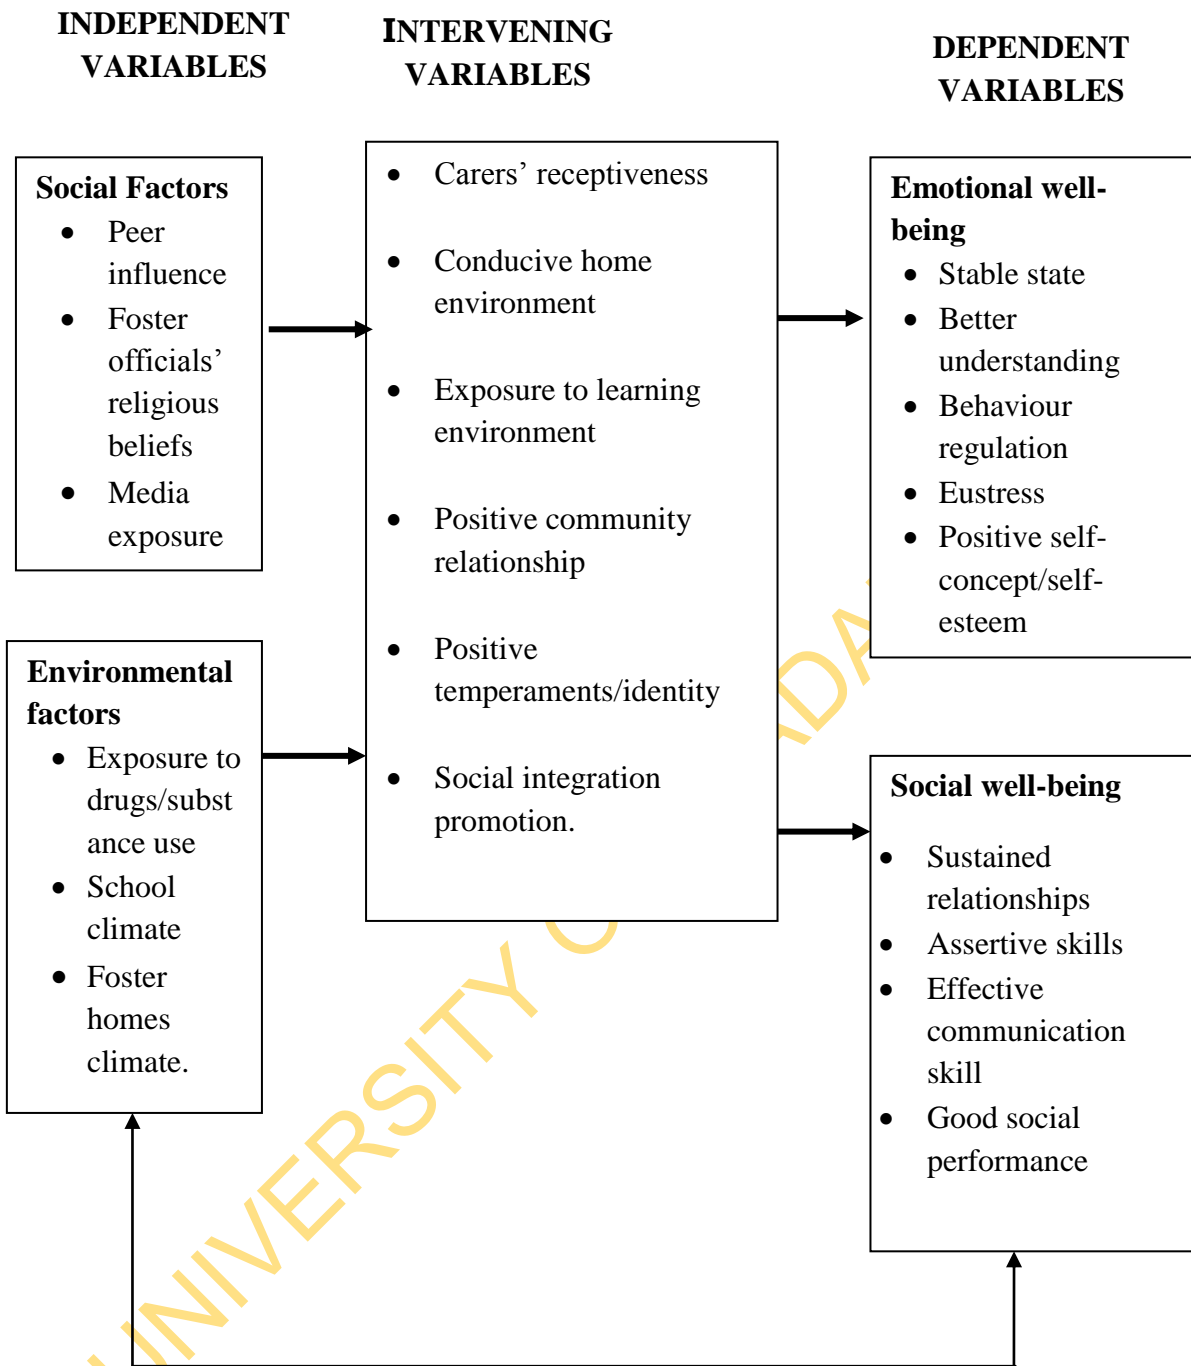 INDEPENDENT
VARIABLES
INTERVENING
VARIABLES
DEPENDENT
VARIABLES
Social Factors
• Peer
influence
• Foster
officials’
religious
beliefs
• Media
exposure
Environmental
factors
• Exposure to
drugs/subst
ance use
• School
climate
• Foster
homes
climate.
• Carers’ receptiveness
• Conducive home
environment
• Exposure to learning
environment
• Positive community
relationship
• Positive
temperaments/identity
• Social integration
promotion.
Emotional well-
being
• Stable state
• Better
understanding
• Behaviour
regulation
• Eustress
• Positive self-
concept/self-
esteem
Social well-being
• Sustained
relationships
• Assertive skills
• Effective
communication
skill
• Good social
performance
UNIVERSITY